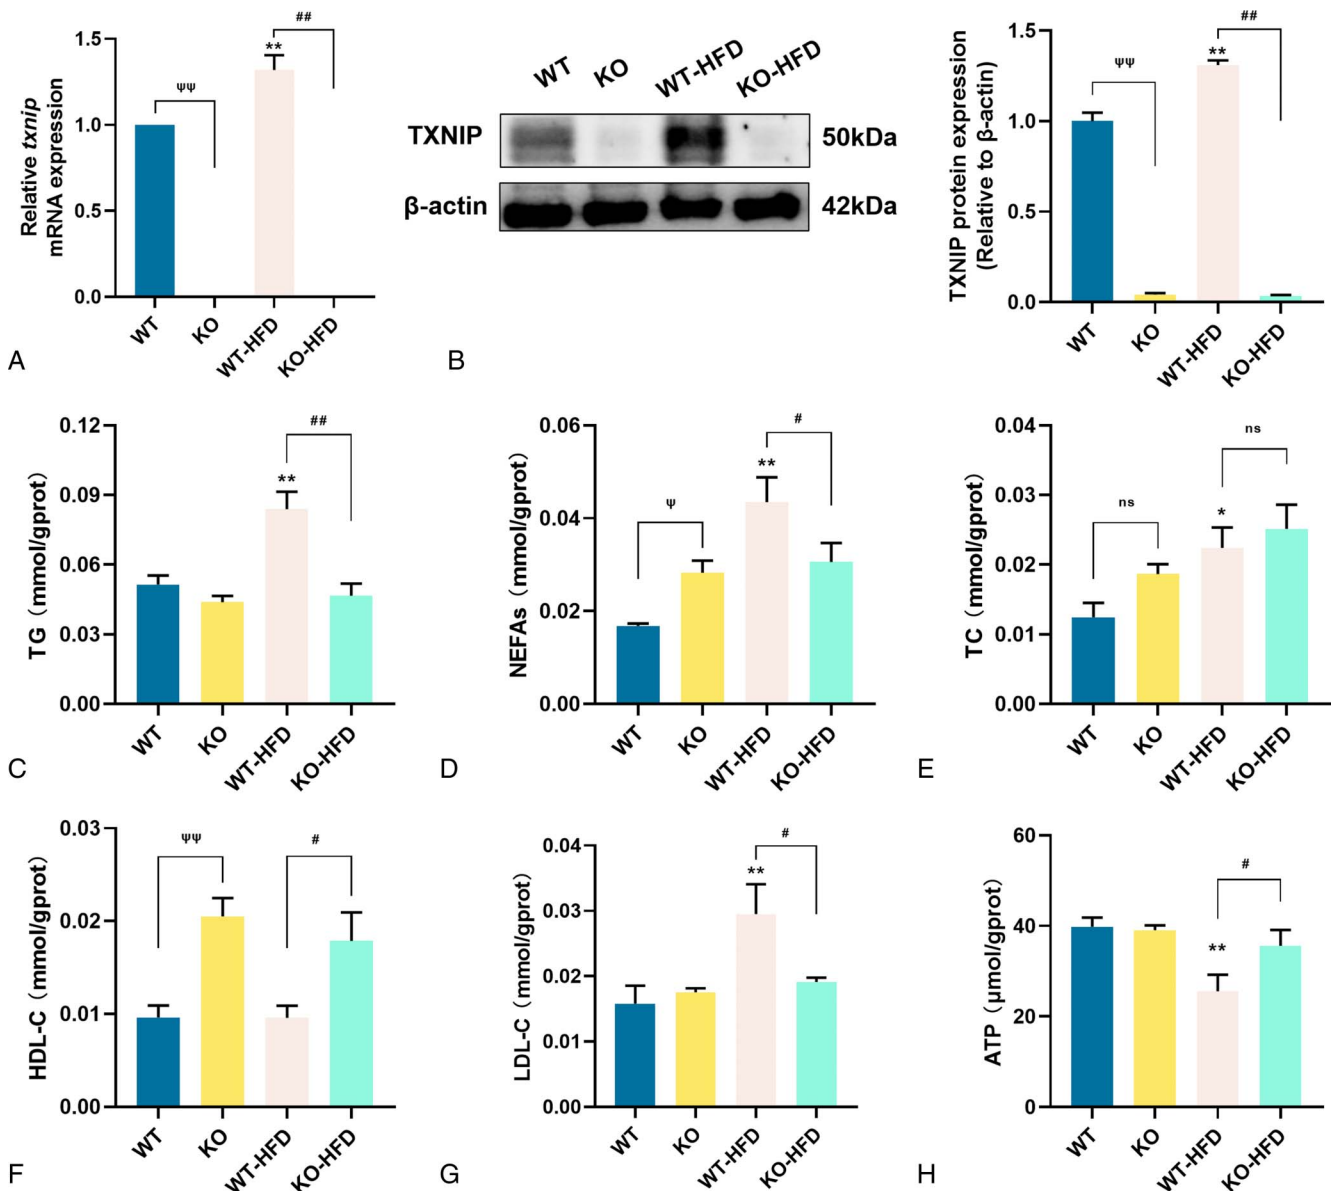 ##
1.5
**
ψψ
1.0
0.5
0.0
Relative txnip
mRNA expression
WT
KO
WT-HFD
KO-HFD
A
WT
KO
WT-HFD
KO-HFD
TXNIP
50kDa
β-actin
42kDa
B
##
1.5
**
ψψ
1.0
0.5
0.0
TXNIP protein expression
(Relative to β-actin)
WT
KO
WT-HFD
KO-HFD
0.12
##
**
0.09
0.06
0.03
0.00
TG (mmol/gprot)
WT
KO
WT-HFD
KO-HFD
C
0.06
#
**
ψ
0.04
0.02
0.00
NEFAs (mmol/gprot)
WT
KO
WT-HFD
KO-HFD
D
0.04
ns
0.03
ns
*
0.02
0.01
0.00
TC (mmol/gprot)
WT
KO
WT-HFD
KO-HFD
E
0.03
ψψ
#
0.02
0.01
0.00
HDL-C (mmol/gprot)
WT
KO
WT-HFD
KO-HFD
F
0.04
#
**
0.03
0.02
0.01
0.00
LDL-C (mmol/gprot)
WT
KO
WT-HFD
KO-HFD
G
60
#
40
**
20
0
ATP (μmol/gprot)
WT
KO
WT-HFD
KO-HFD
H